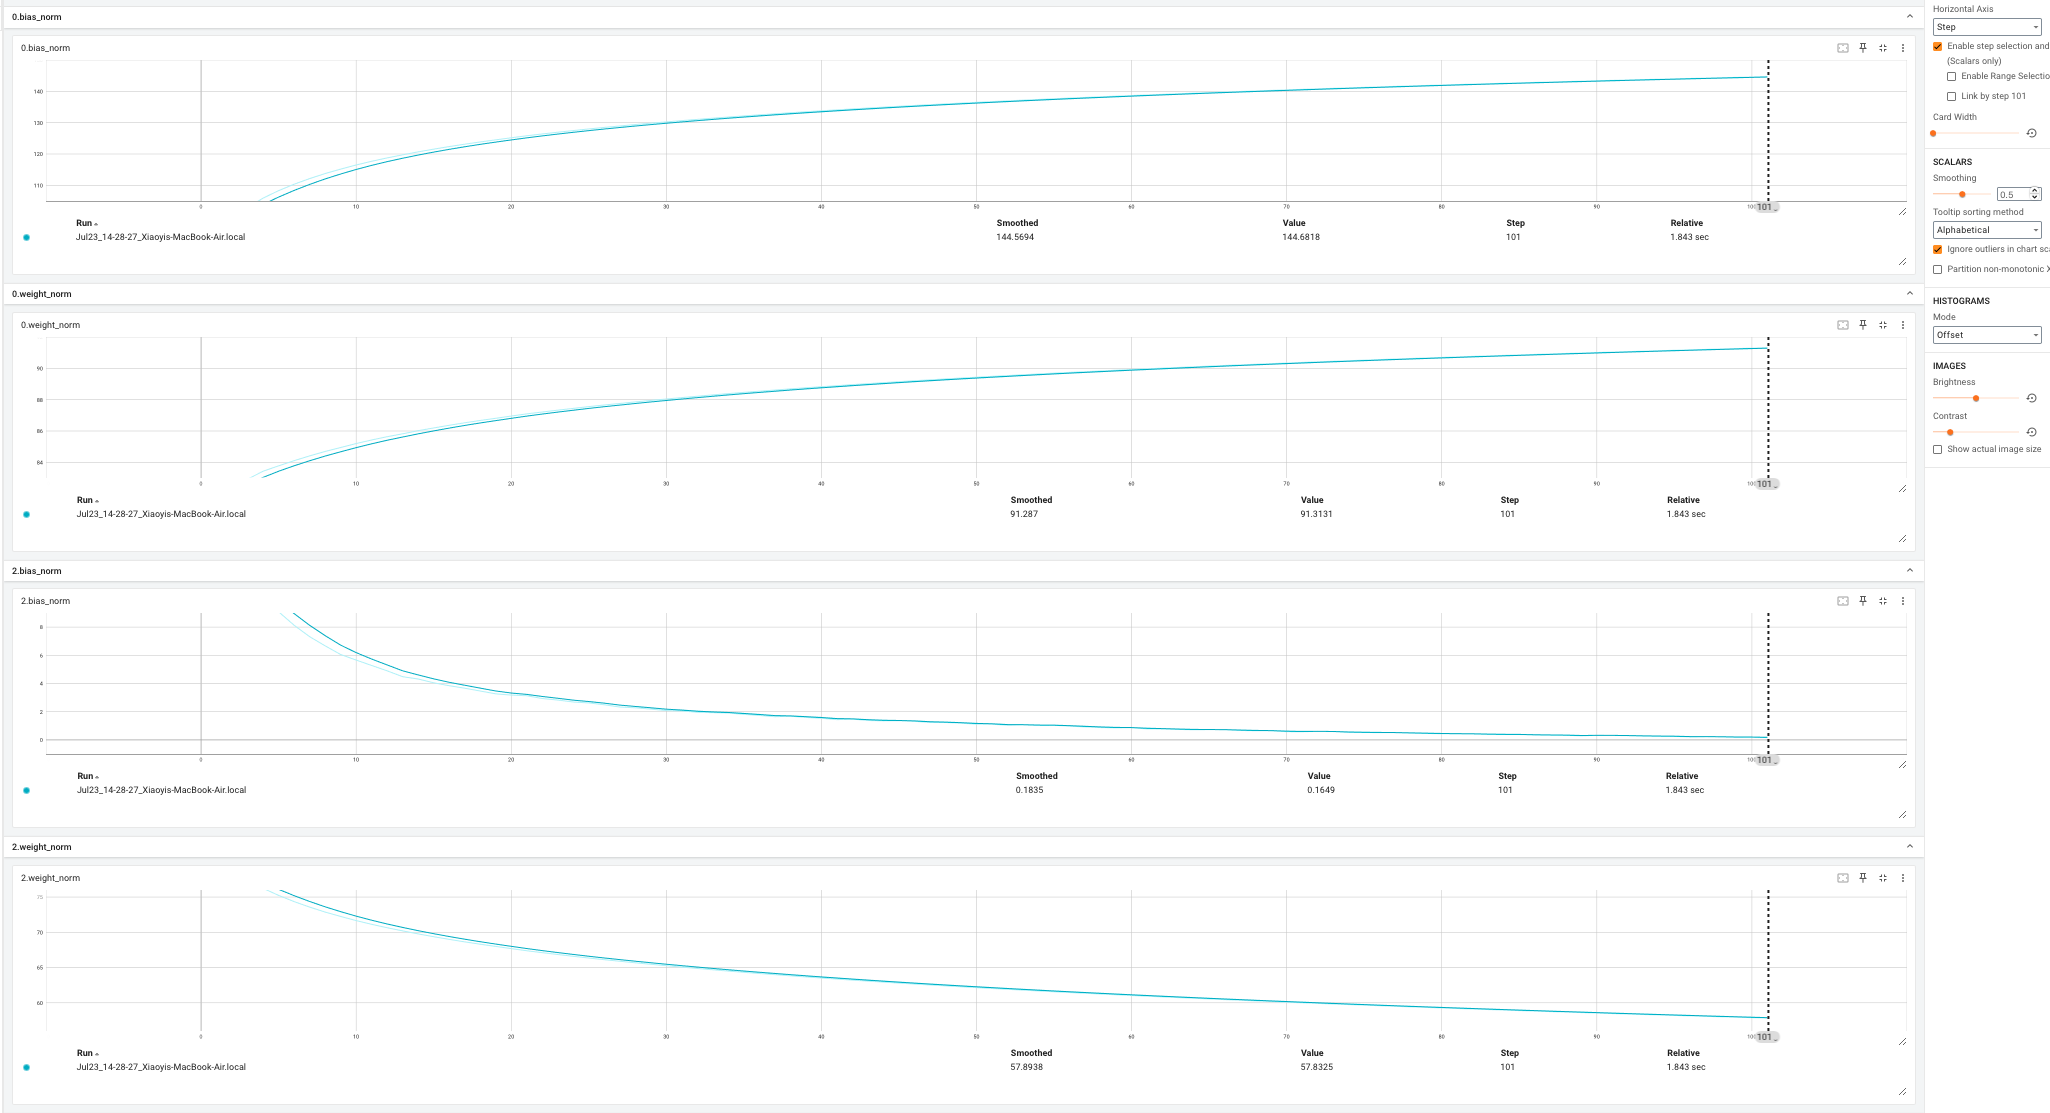 0.bias_norm
0.bias_norm
140
130
120
110
0 10 20 30 40 50 60 70 80 90 101
Run Smoothed Value Step Relative
Jul23_14-28-27_Xiaoyis-MacBook-Air.local 144.5694 144.6818 101 1.843 sec
0.weight_norm
0.weight_norm
90
88
86
84
0 10 20 30 40 50 60 70 80 90 101
Run Smoothed Value Step Relative
Jul23_14-28-27_Xiaoyis-MacBook-Air.local 91.287 91.3131 101 1.843 sec
2.bias_norm
2.bias_norm
8
6
4
2
0
0 10 20 30 40 50 60 70 80 90 101
Run Smoothed Value Step Relative
Jul23_14-28-27_Xiaoyis-MacBook-Air.local 0.1835 0.1649 101 1.843 sec
2.weight_norm
2.weight_norm
75
70
65
60
0 10 20 30 40 50 60 70 80 90 101
Run Smoothed Value Step Relative
Jul23_14-28-27_Xiaoyis-MacBook-Air.local 57.8938 57.8325 101 1.843 sec
Horizontal Axis
Step
Enable step selection and
(Scalars only)
Enable Range Selectio
Link by step 101
Card Width
SCALARS
Smoothing
0.5
Tooltip sorting method
Alphabetical
Ignore outliers in chart sc
Partition non-monotonic X
HISTOGRAMS
Mode
Offset
IMAGES
Brightness
Contrast
Show actual image size